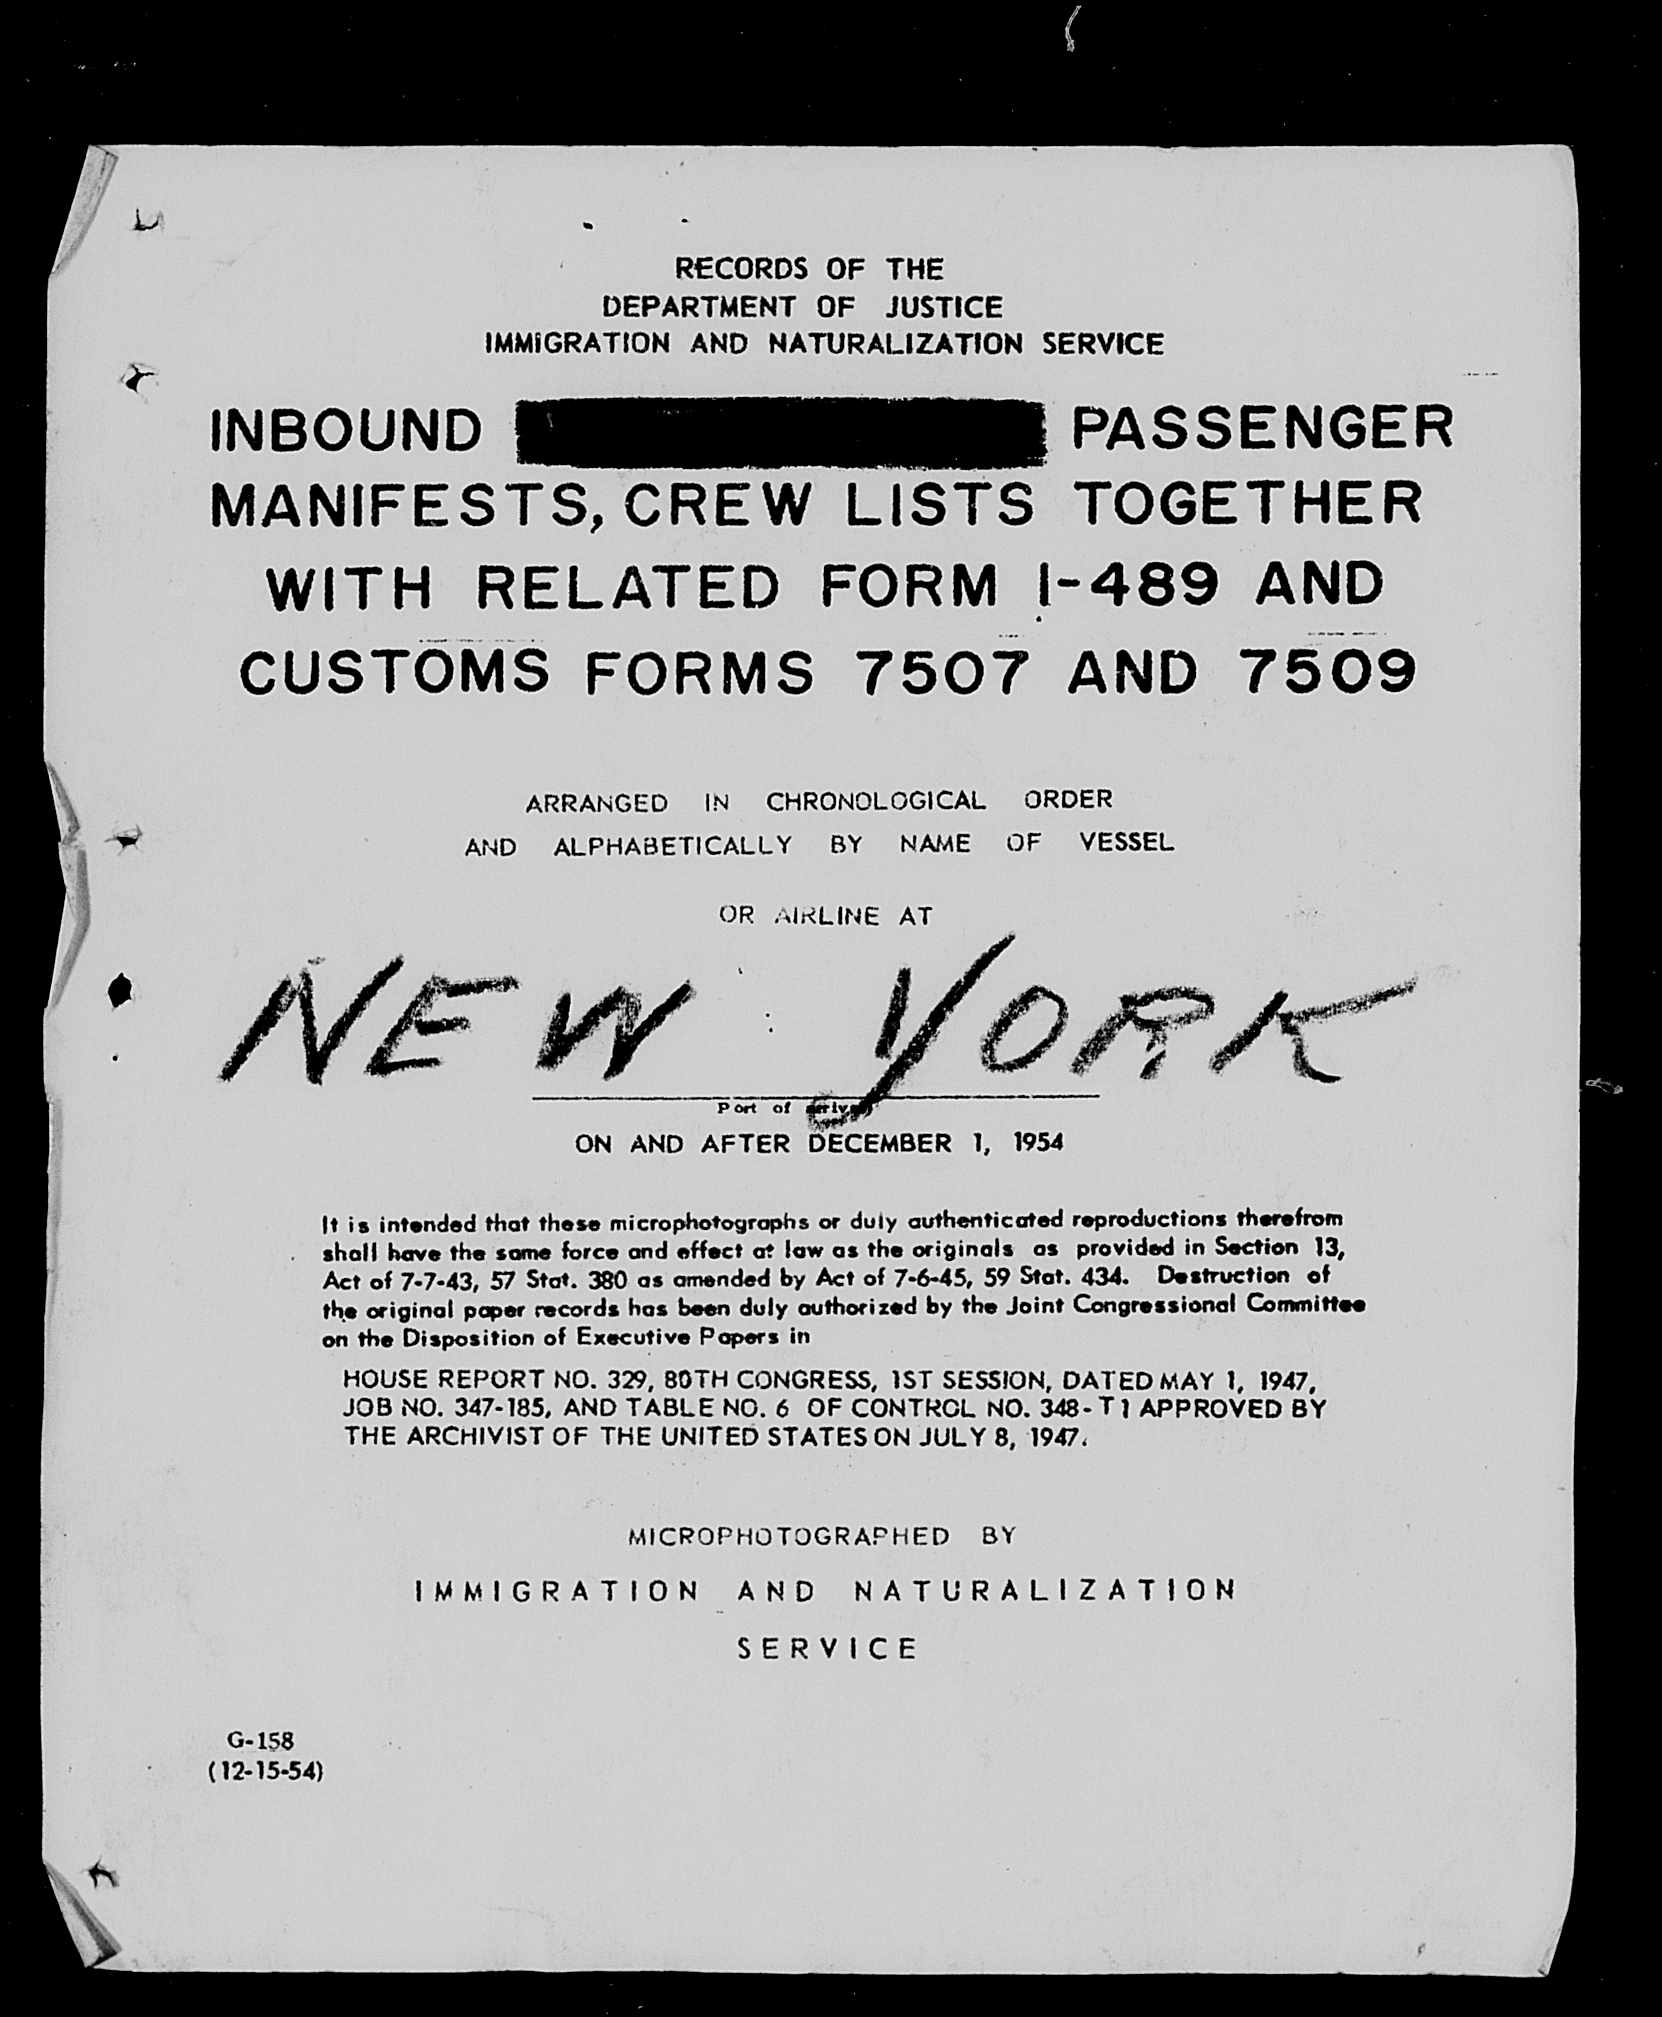 RECORDS OF THE
DEPARTMENT OF JUSTICE
IMMIGRATION AND NATURALIZATION SERVICE
INBOUND PASSENGER
MANIFESTS, CREW LISTS TOGETHER
WITH RELATED FORM I-489 AND
CUSTOMS FORMS 7507 AND 7509
ARRANGED IN CHRONOLOGICAL ORDER
AND ALPHABETICALLY BY NAME OF VESSEL
OR AIRLINE AT
NEW YORK
Port of arrival
ON AND AFTER DECEMBER 1, 1954
It is intended that these microphotographs or duly authenticated reproductions therefrom
shall have the same force and effect at law as the originals as provided in Section 13,
Act of 7-7-43, 57 Stat. 380 as amended by Act of 7-6-45, 59 Stat. 434. Destruction of
the original paper records has been duly authorized by the Joint Congressional Committee
on the Disposition of Executive Papers in
HOUSE REPORT NO. 329, 80TH CONGRESS, 1ST SESSION, DATED MAY 1, 1947,
JOB NO. 347-185, AND TABLE NO. 6 OF CONTROL NO. 348-T1 APPROVED BY
THE ARCHIVIST OF THE UNITED STATES ON JULY 8, 1947.
MICROPHOTOGRAPHED BY
IMMIGRATION AND NATURALIZATION
SERVICE
G-158
(12-15-54)